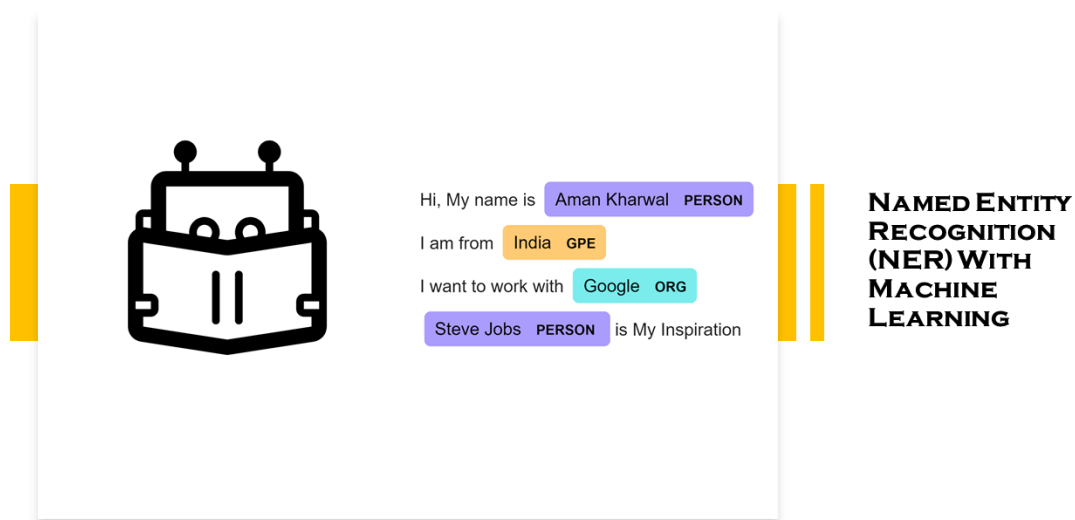 Hi, My name is Aman Kharwal PERSON
I am from India GPE
I want to work with Google ORG
Steve Jobs PERSON is My Inspiration
Named Entity
Recognition
(NER) With
Machine
Learning